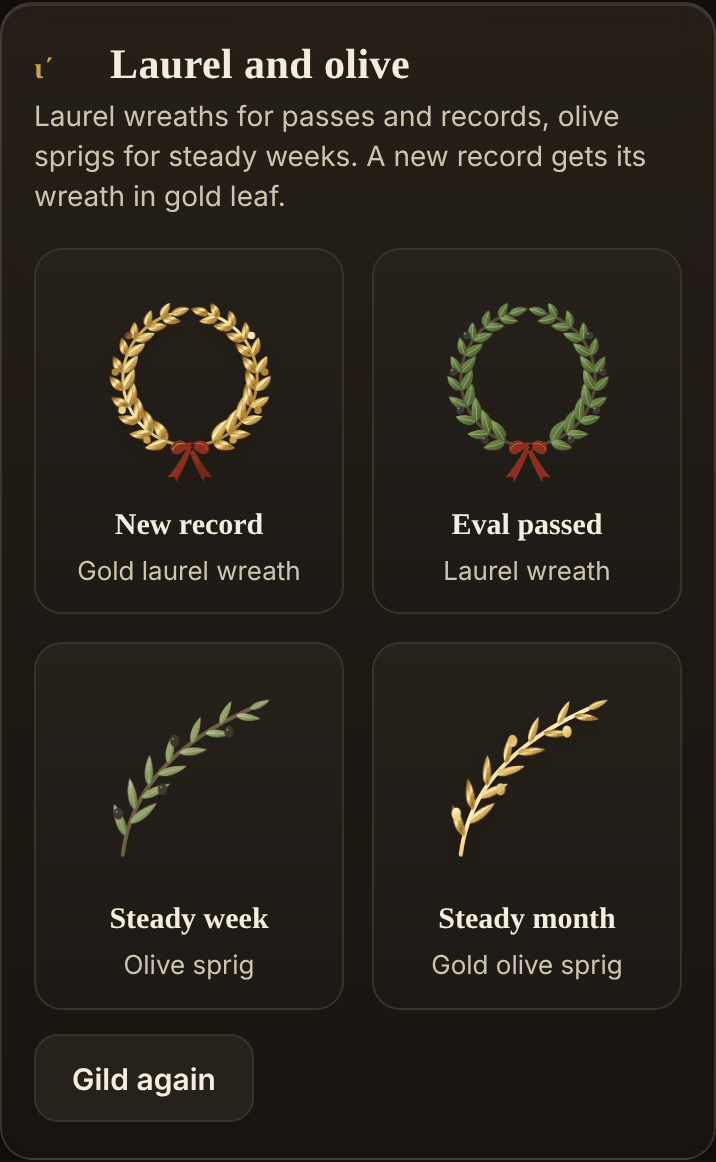 ι΄ Laurel and olive
Laurel wreaths for passes and records, olive
sprigs for steady weeks. A new record gets its
wreath in gold leaf.
New record
Gold laurel wreath
Eval passed
Laurel wreath
Steady week
Olive sprig
Steady month
Gold olive sprig
Gild again